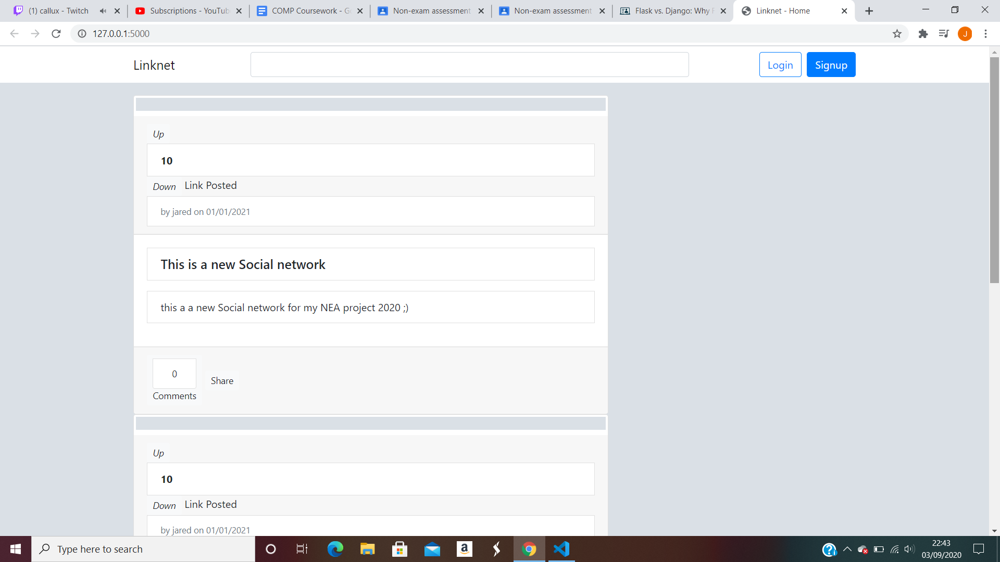 (1) callux - Twitch
Subscriptions - YouTub
COMP Coursework - Go
Non-exam assessment
Non-exam assessment
Flask vs. Django: Why F
Linknet - Home
127.0.0.1:5000
J
Linknet
Login
Signup
Up
10
Down Link Posted
by jared on 01/01/2021
This is a new Social network
this a a new Social network for my NEA project 2020 ;)
0
Comments
Share
Up
10
Down Link Posted
by jared on 01/01/2021
Type here to search
22:43
03/09/2020